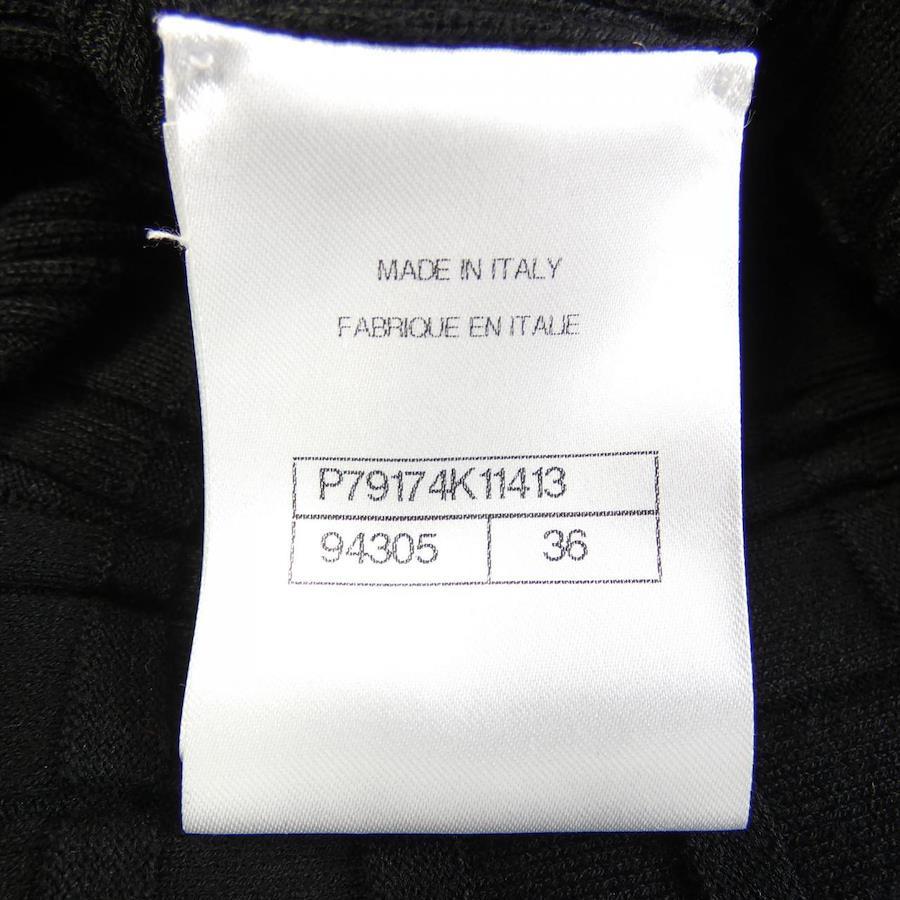 MADE IN ITALY
FABRIQUE EN ITALIE
P79174K11413
94305 36